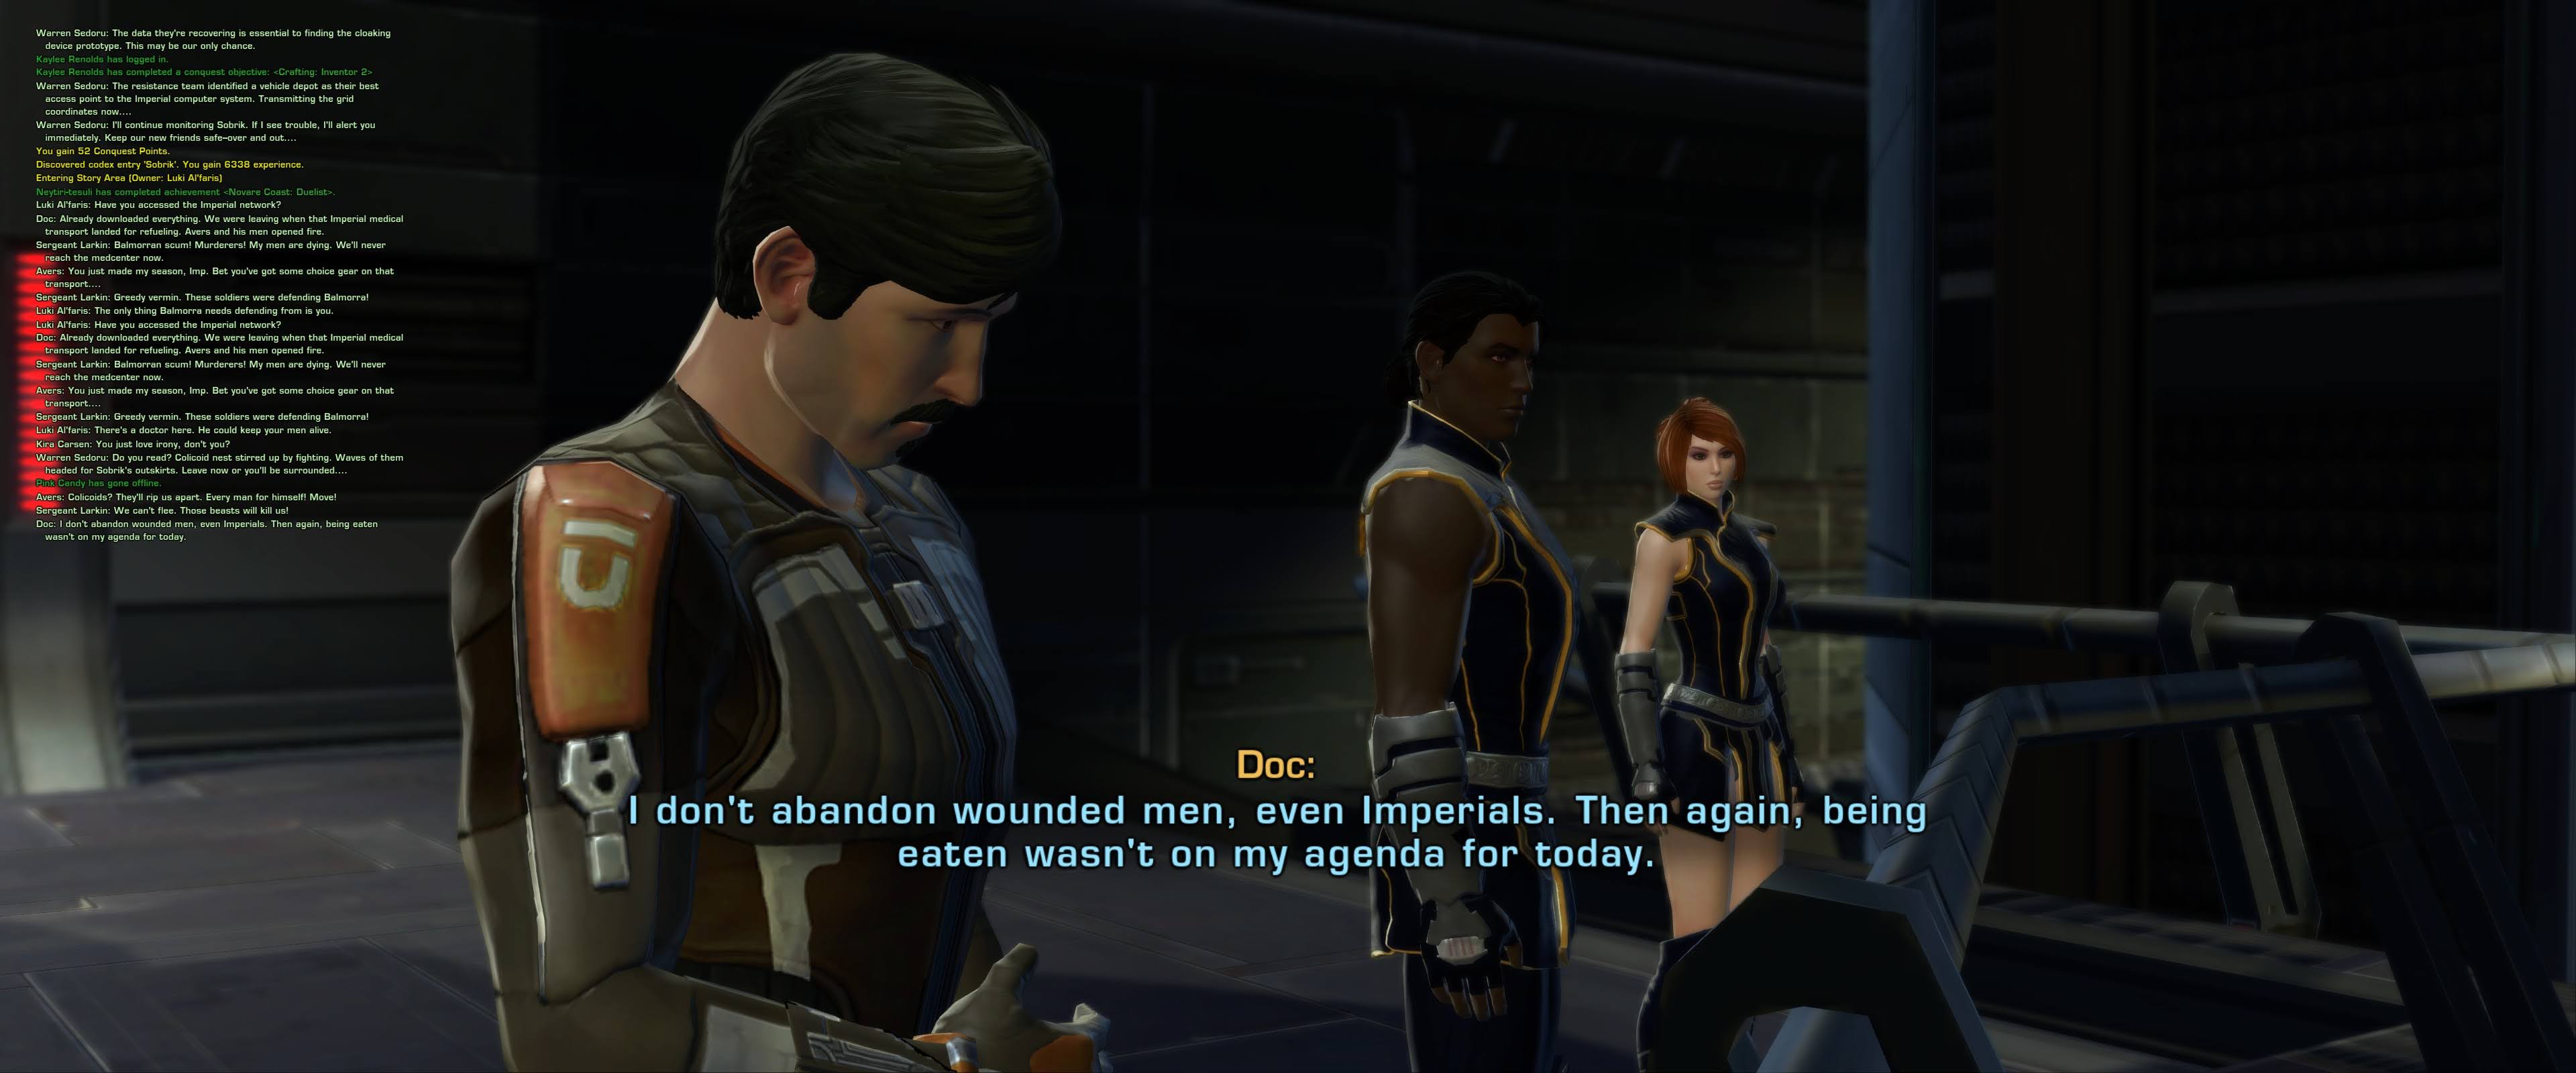 Warren Sedoru: The data they're recovering is essential to finding the cloaking
device prototype. This may be our only chance.
Kaylee Renolds has logged in.
Kaylee Renolds has completed a conquest objective: <Crafting: Inventor 2>
Warren Sedoru: The resistance team identified a vehicle depot as their best
access point to the Imperial computer system. Transmitting the grid
coordinates now....
Warren Sedoru: I'll continue monitoring Sobrik. If I see trouble, I'll alert you
immediately. Keep our new friends safe–over and out....
You gain 52 Conquest Points.
Discovered codex entry 'Sobrik'. You gain 6338 experience.
Entering Story Area (Owner: Luki Al'faris)
Neytiri-tesuli has completed achievement <Novare Coast: Duelist>.
Luki Al'faris: Have you accessed the Imperial network?
Doc: Already downloaded everything. We were leaving when that Imperial medical
transport landed for refueling. Avers and his men opened fire.
Sergeant Larkin: Balmorran scum! Murderers! My men are dying. We'll never
reach the medcenter now.
Avers: You just made my season, Imp. Bet you've got some choice gear on that
transport....
Sergeant Larkin: Greedy vermin. These soldiers were defending Balmorra!
Luki Al'faris: The only thing Balmorra needs defending from is you.
Luki Al'faris: Have you accessed the Imperial network?
Doc: Already downloaded everything. We were leaving when that Imperial medical
transport landed for refueling. Avers and his men opened fire.
Sergeant Larkin: Balmorran scum! Murderers! My men are dying. We'll never
reach the medcenter now.
Avers: You just made my season, Imp. Bet you've got some choice gear on that
transport....
Sergeant Larkin: Greedy vermin. These soldiers were defending Balmorra!
Luki Al'faris: There's a doctor here. He could keep your men alive.
Kira Carsen: You just love irony, don't you?
Warren Sedoru: Do you read? Colicoid nest stirred up by fighting. Waves of them
headed for Sobrik's outskirts. Leave now or you'll be surrounded....
Pink Candy has gone offline.
Avers: Colicoids? They'll rip us apart. Every man for himself! Move!
Sergeant Larkin: We can't flee. Those beasts will kill us!
Doc: I don't abandon wounded men, even Imperials. Then again, being eaten
wasn't on my agenda for today.
Doc:
I don't abandon wounded men, even Imperials. Then again, being
eaten wasn't on my agenda for today.